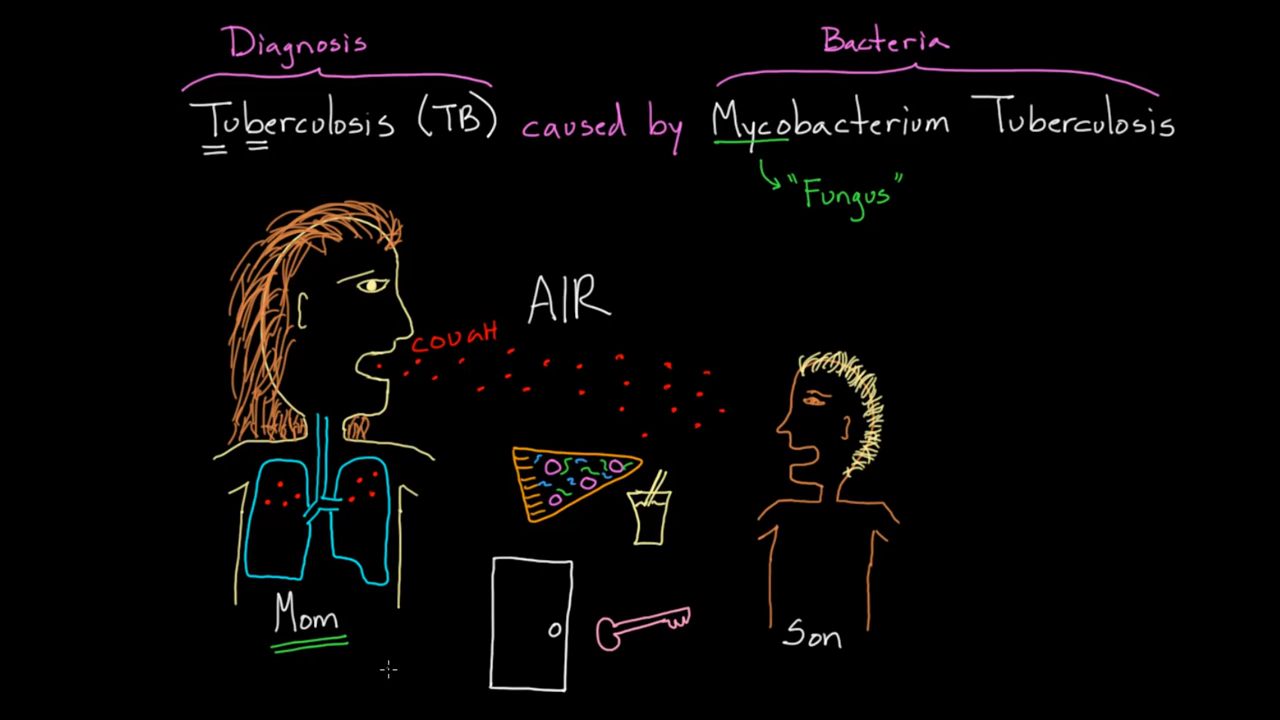 Diagnosis Bacteria
Tuberculosis (TB) caused by Mycobacterium Tuberculosis
"Fungus"
AIR
COUGH
Mom
Son